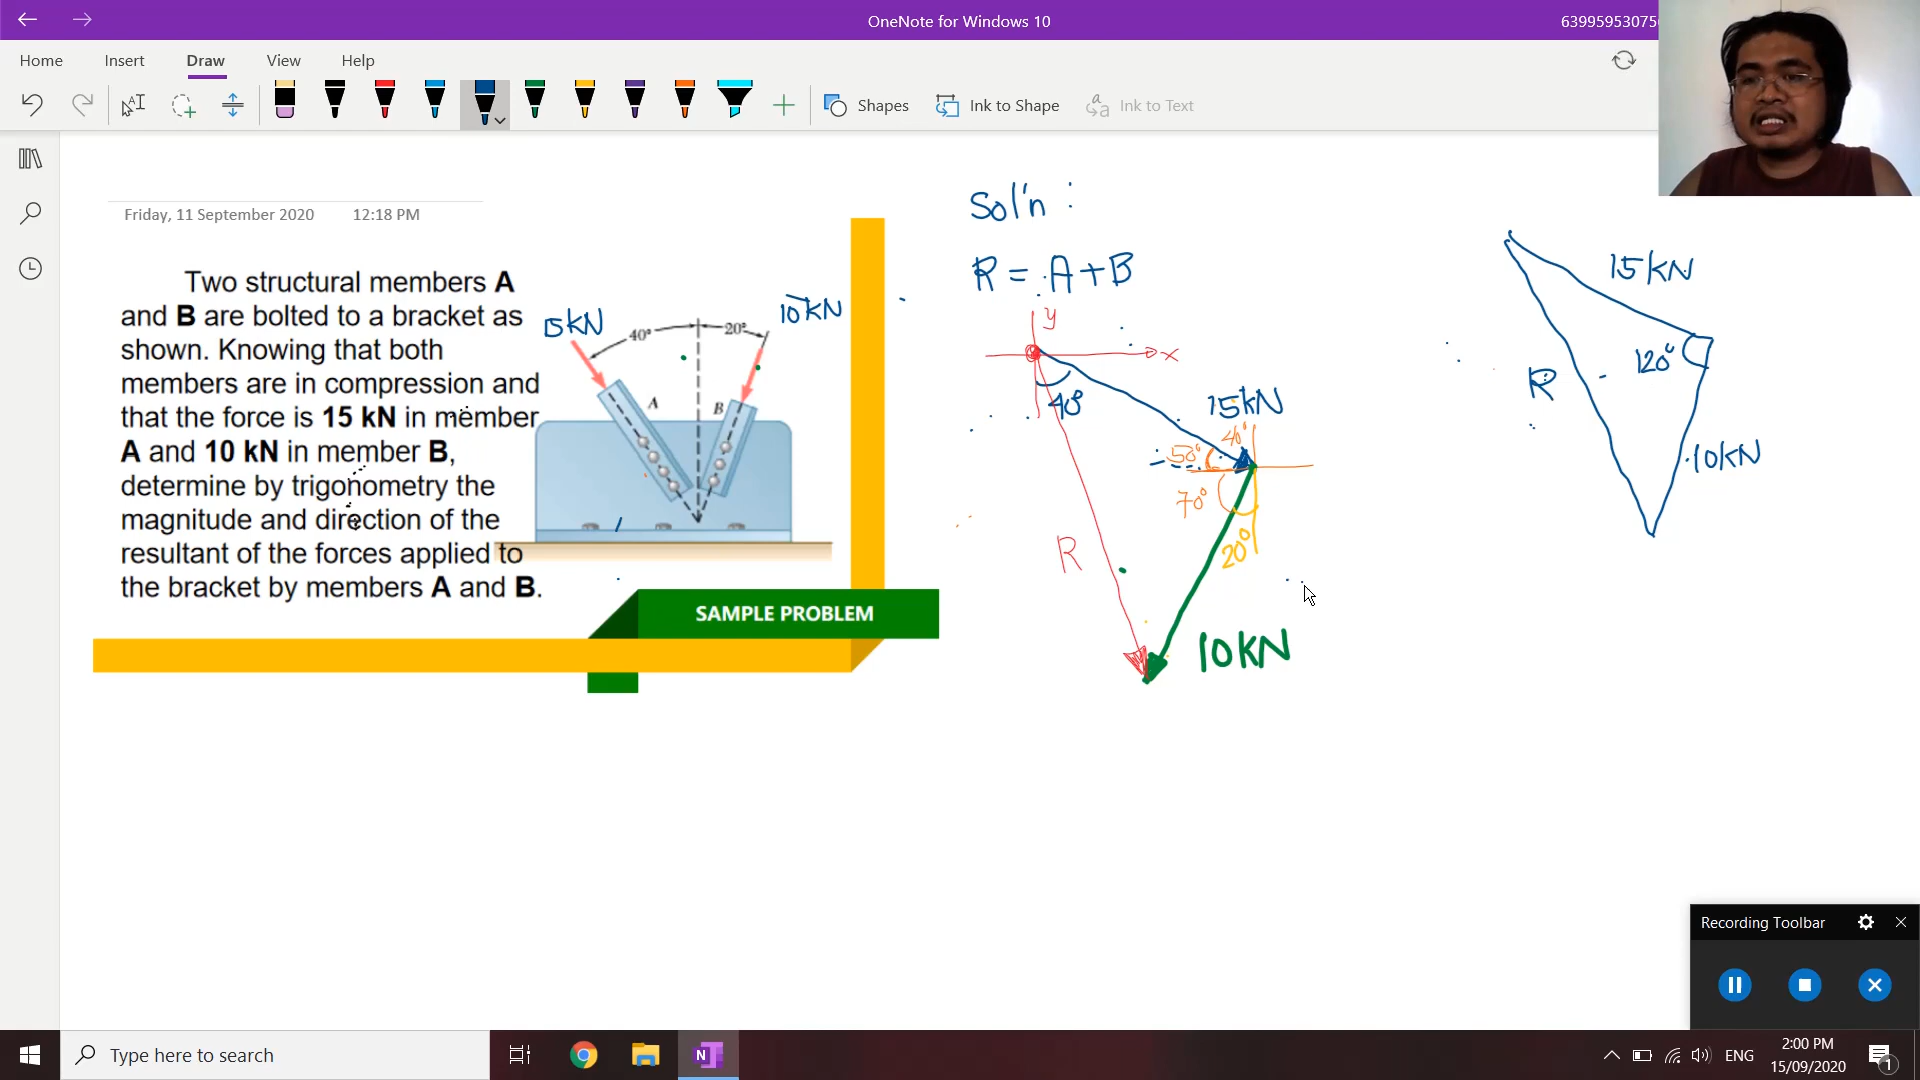 OneNote for Windows 10
Home Insert Draw View Help
Shapes Ink to Shape Ink to Text
Friday, 11 September 2020 12:18 PM
Two structural members A
and B are bolted to a bracket as
shown. Knowing that both
members are in compression and
that the force is 15 kN in member
A and 10 kN in member B,
determine by trigonometry the
magnitude and direction of the
resultant of the forces applied to
the bracket by members A and B.
15kN
40°
20°
10kN
A
B
SAMPLE PROBLEM
Sol'n :
R = A+B
y
x
40°
15kN
40°
50°
70°
20°
R
10kN
15kN
120°
R
10kN
Recording Toolbar
Type here to search
ENG
2:00 PM
15/09/2020
1